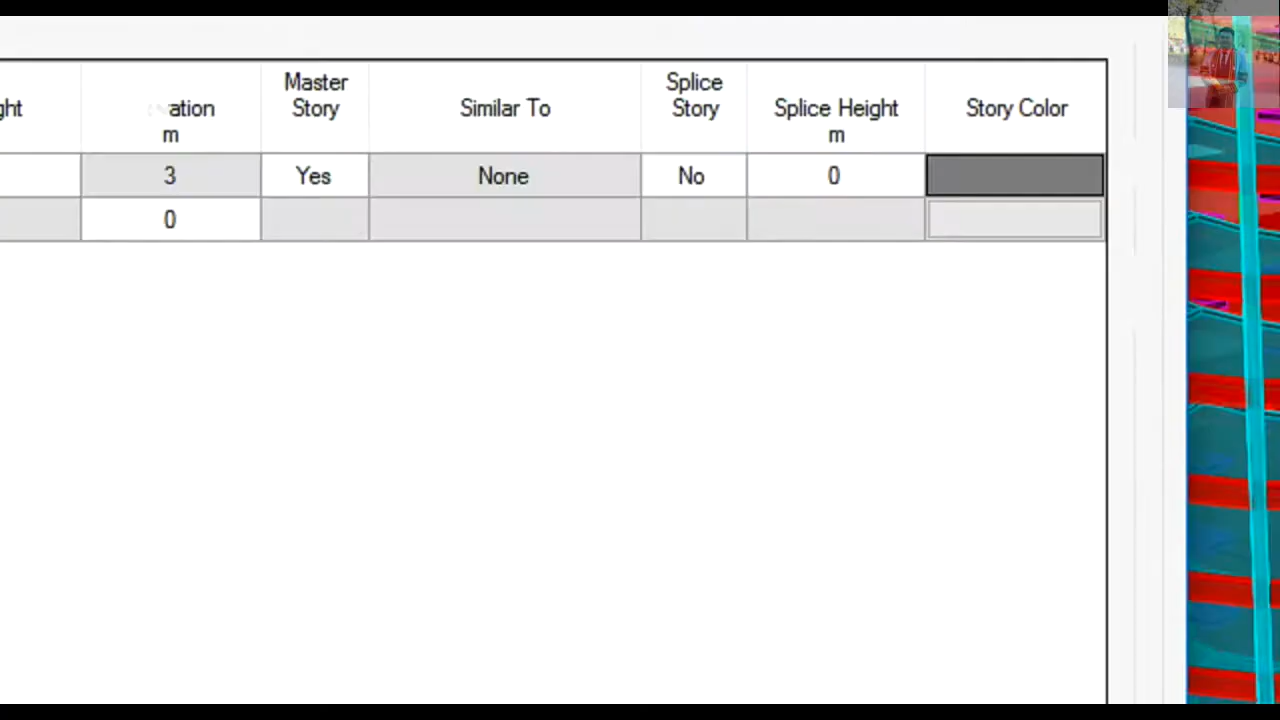 ght ation m Master Story Similar To Splice Story Splice Height m Story Color
3 Yes None No 0
0